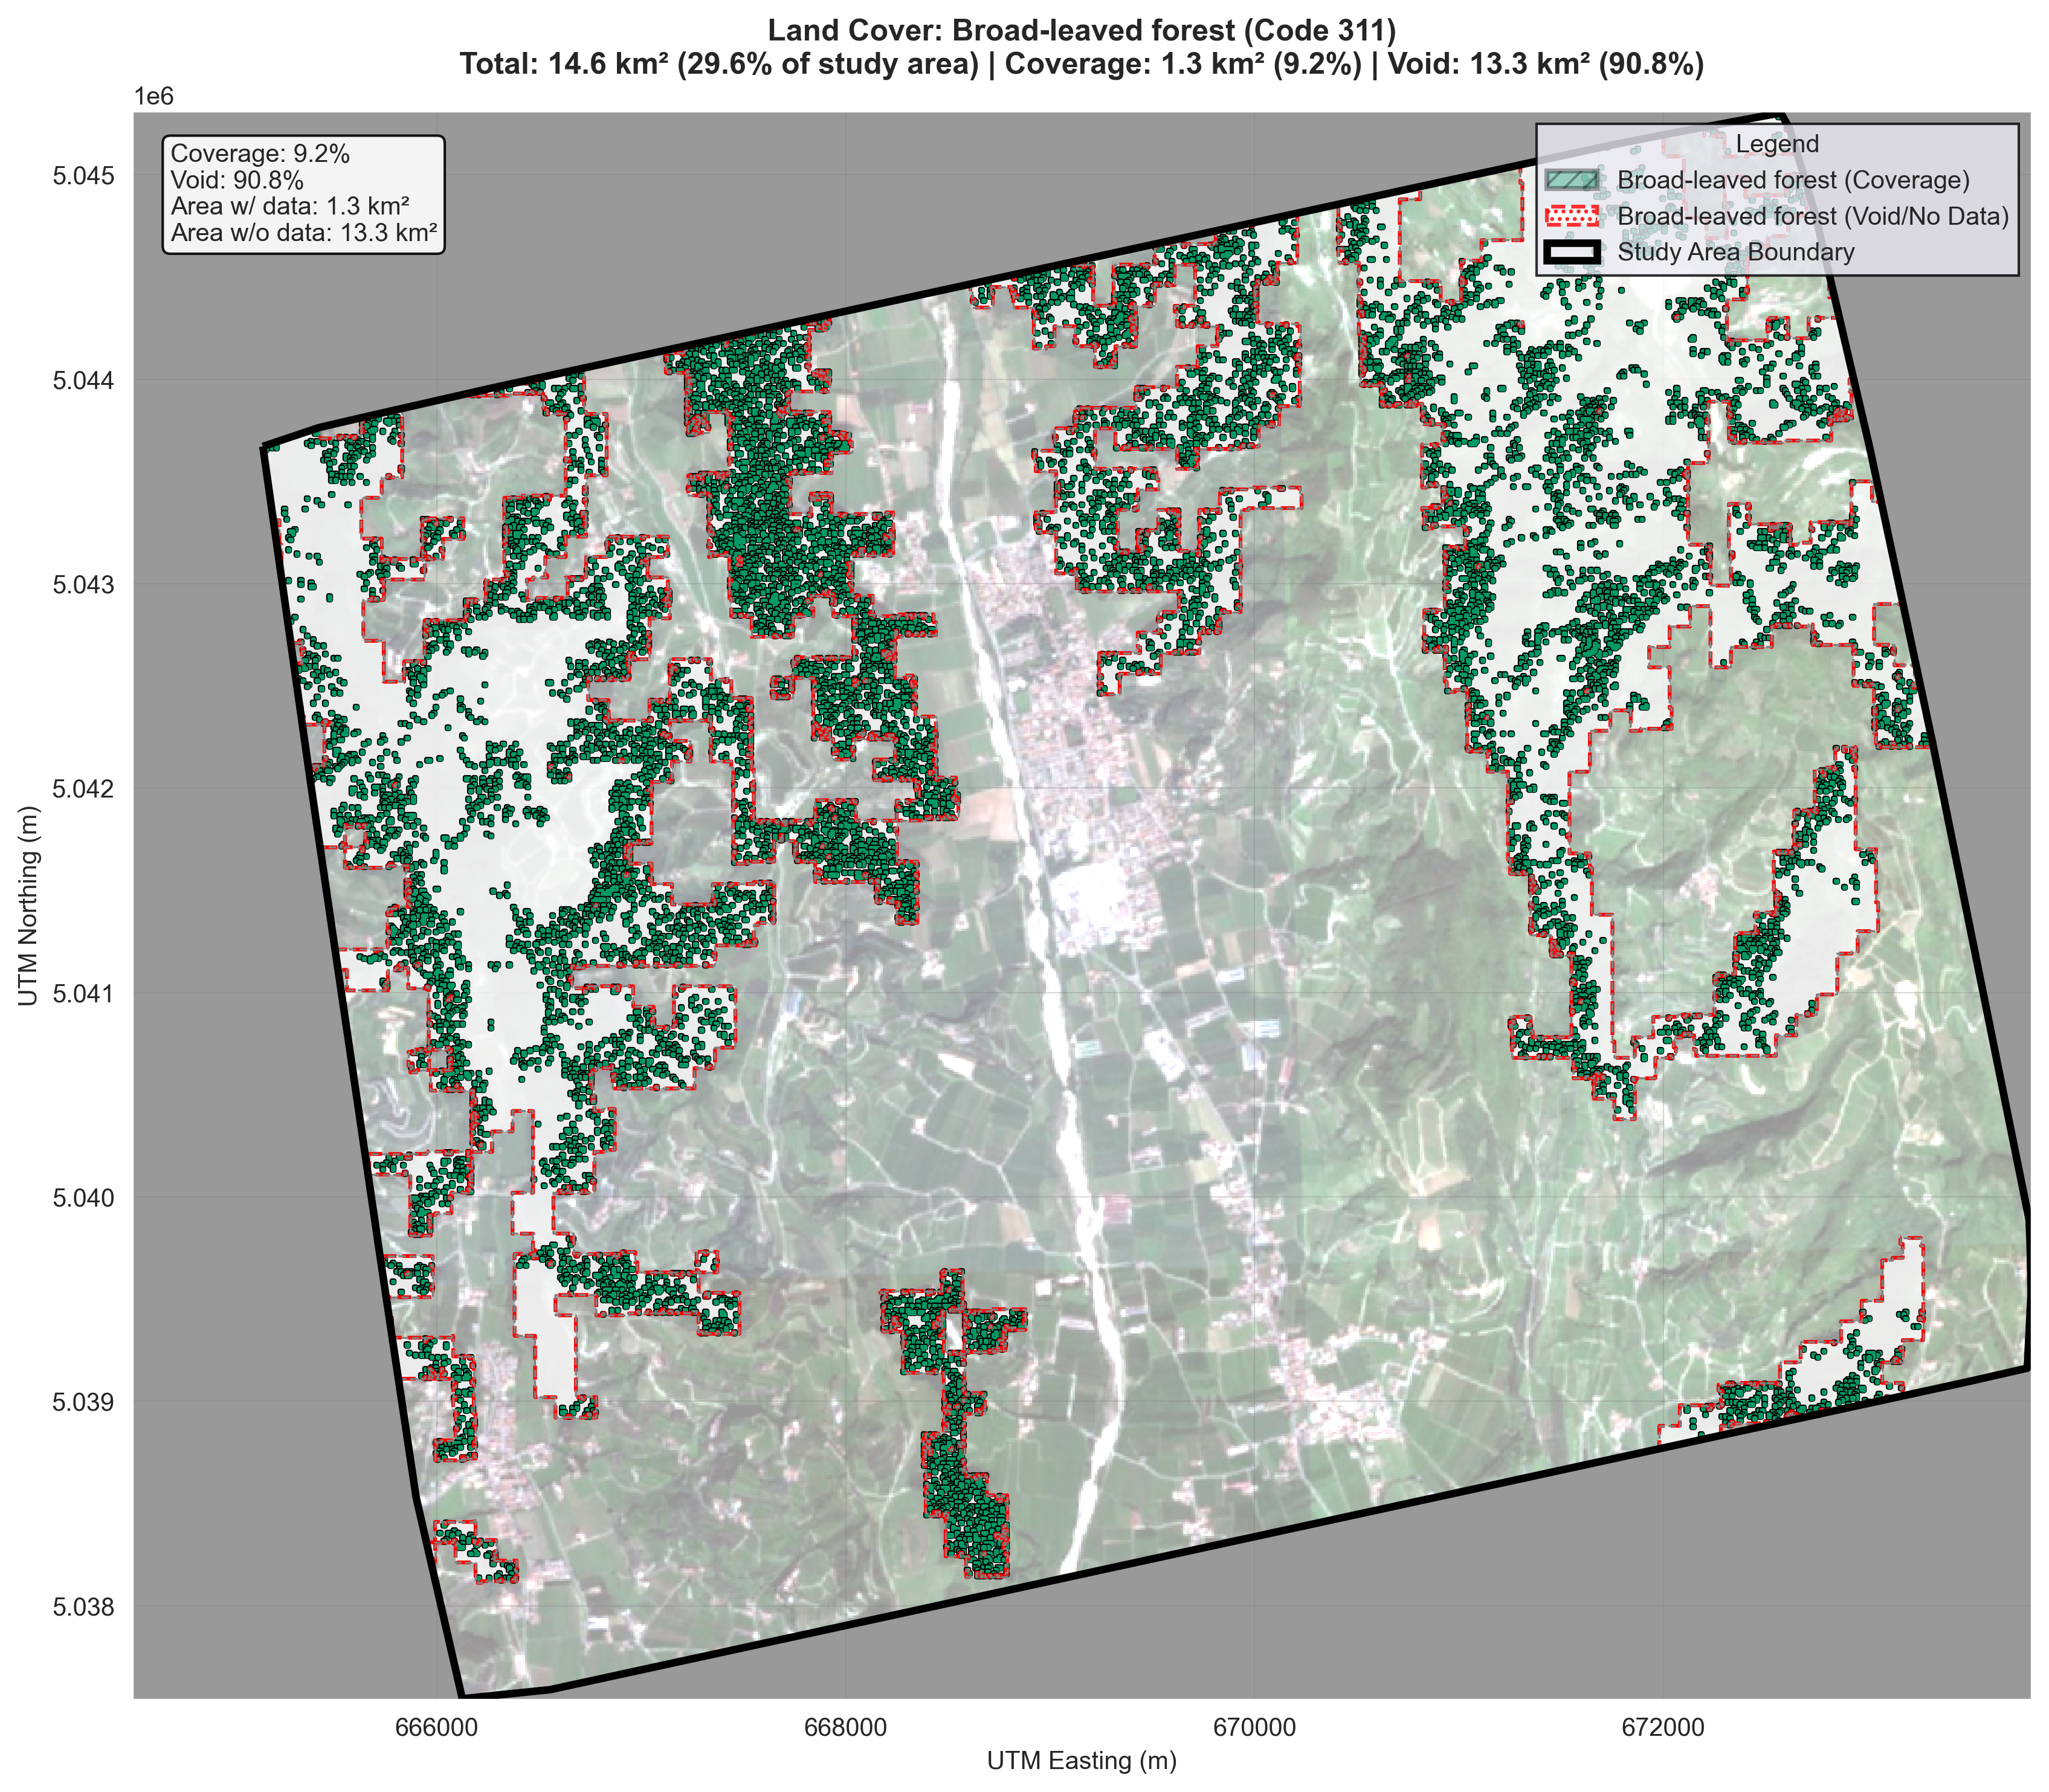 Land Cover: Broad-leaved forest (Code 311)
Total: 14.6 km² (29.6% of study area) | Coverage: 1.3 km² (9.2%) | Void: 13.3 km² (90.8%)
1e6
Coverage: 9.2%
Void: 90.8%
Area w/ data: 1.3 km²
Area w/o data: 13.3 km²
Legend
Broad-leaved forest (Coverage)
Broad-leaved forest (Void/No Data)
Study Area Boundary
5.045
5.044
5.043
5.042
5.041
5.040
5.039
5.038
UTM Northing (m)
666000
668000
670000
672000
UTM Easting (m)